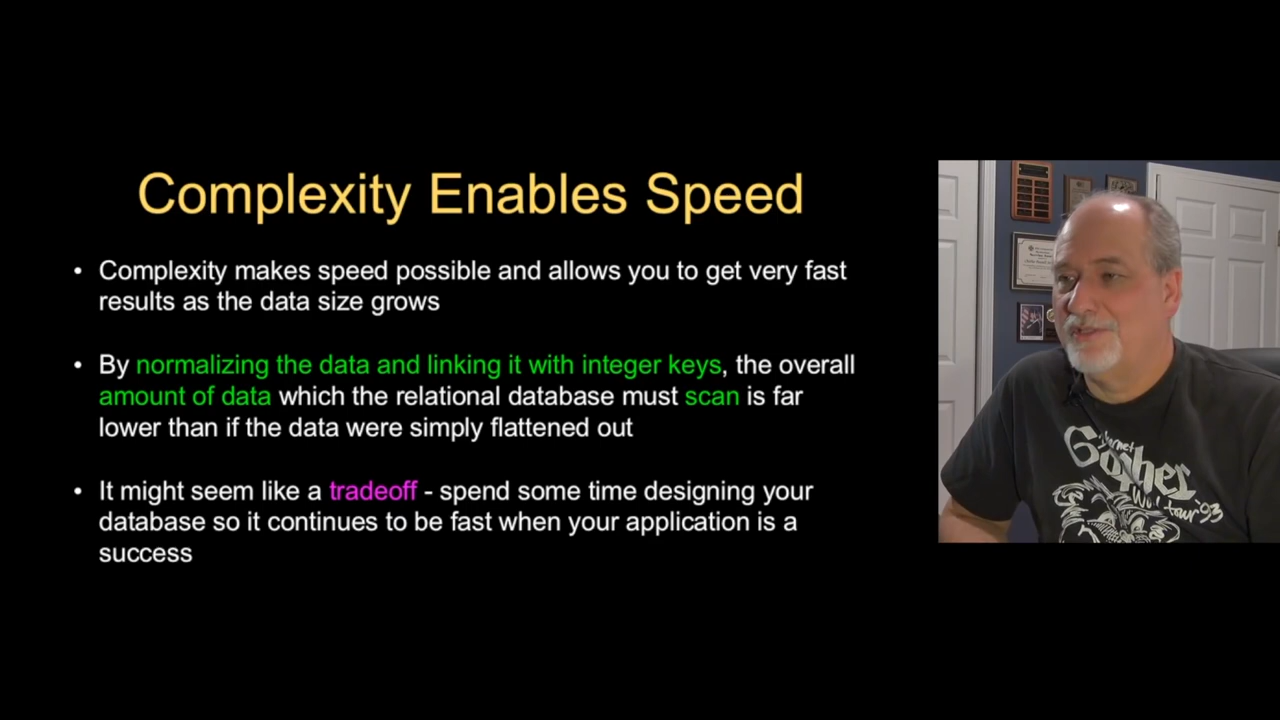 Complexity Enables Speed
• Complexity makes speed possible and allows you to get very fast
results as the data size grows
• By normalizing the data and linking it with integer keys, the overall
amount of data which the relational database must scan is far
lower than if the data were simply flattened out
• It might seem like a tradeoff - spend some time designing your
database so it continues to be fast when your application is a
success
Internet
Gopher
World tour '93